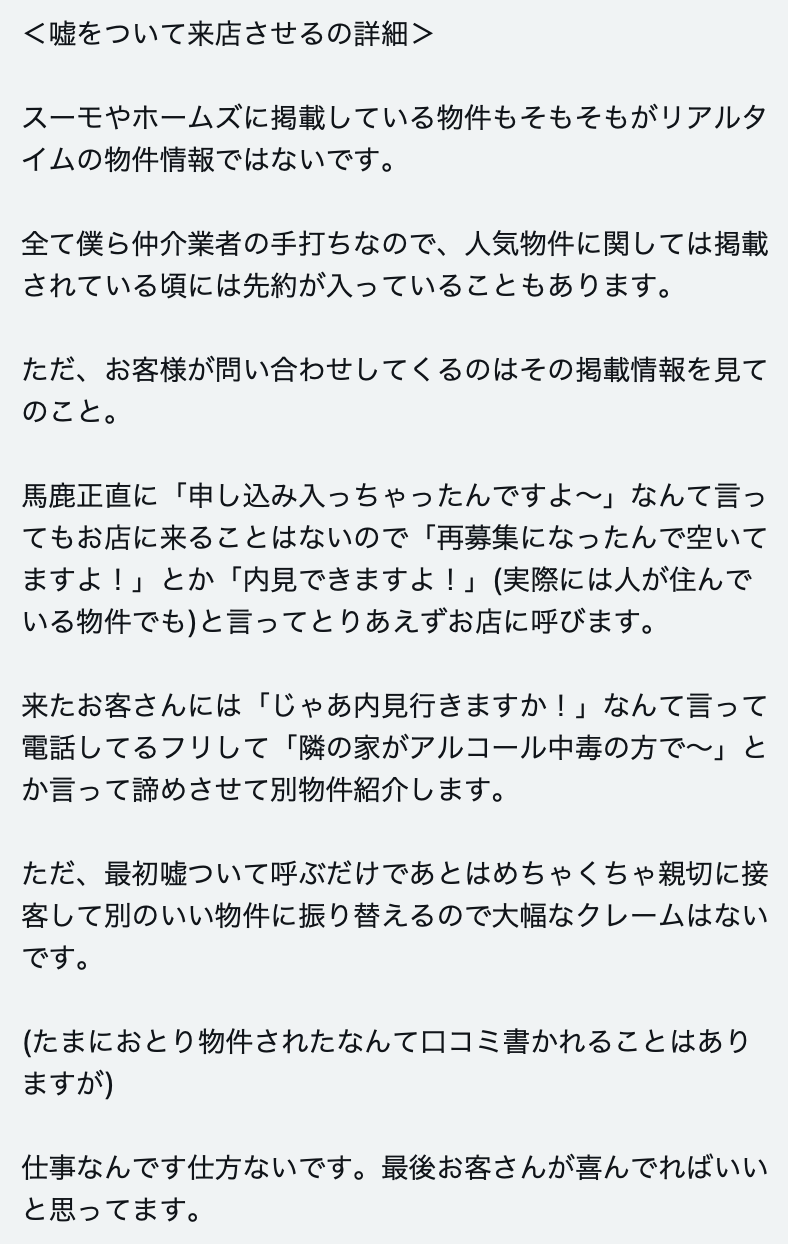 ＜嘘をついて来店させるの詳細＞
スーモやホームズに掲載している物件もそもそもがリアルタ
イムの物件情報ではないです。
全て僕ら仲介業者の手打ちなので、人気物件に関しては掲載
されている頃には先約が入っていることもあります。
ただ、お客様が問い合わせしてくるのはその掲載情報を見て
のこと。
馬鹿正直に「申し込み入っちゃったんですよ〜」なんて言っ
てもお店に来ることはないので「再募集になったんで空いて
ますよ！」とか「内見できますよ！」(実際には人が住んで
いる物件でも)と言ってとりあえずお店に呼びます。
来たお客さんには「じゃあ内見行きますか！」なんて言って
電話してるフリして「隣の家がアルコール中毒の方で〜」と
か言って諦めさせて別物件紹介します。
ただ、最初嘘ついて呼ぶだけであとはめちゃくちゃ親切に接
客して別のいい物件に振り替えるので大幅なクレームはない
です。
(たまにおとり物件されたなんて口コミ書かれることはあり
ますが)
仕事なんです仕方ないです。最後お客さんが喜んでればいい
と思ってます。